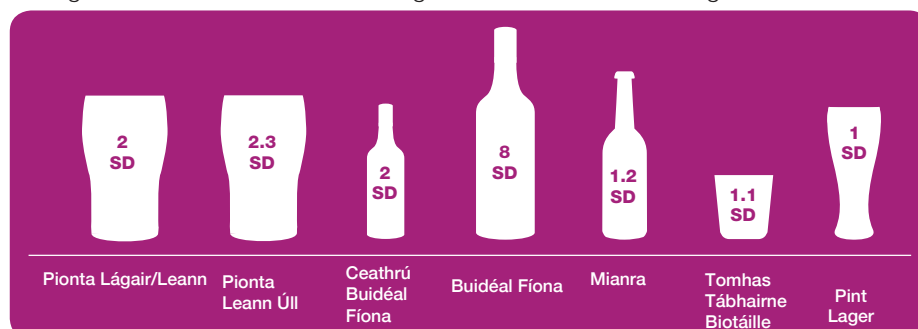 2
SD
2.3
SD
2
SD
8
SD
1.2
SD
1.1
SD
1
SD
Pionta Lágair/Leann
Pionta
Leann Úll
Ceathrú
Buidéal
Fíona
Buidéal Fíona
Mianra
Tomhas
Tábhairne
Biotáille
Pint
Lager